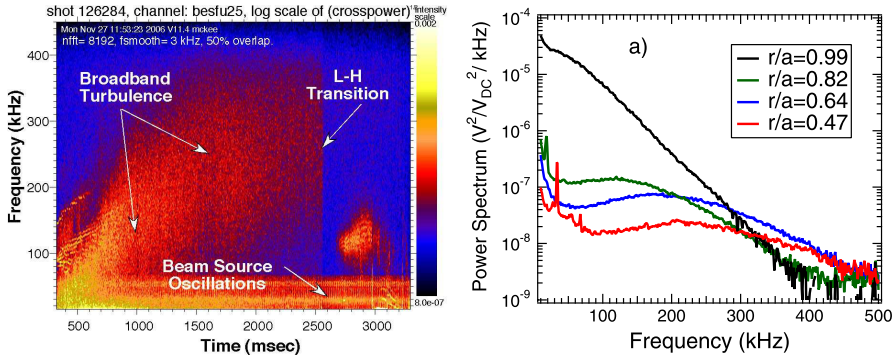 shot 126284, channel: besfu25, log scale of (crosspower)
intensity scale
0.002
Mon Nov 27 11:53:23 2006 V11.4 mckee
nfft= 8192, fsmooth= 3 kHz, 50% overlap.
Broadband
Turbulence
L-H
Transition
Beam Source
Oscillations
8.0e-07
Frequency (kHz)
400
300
200
100
500 1000 1500 2000 2500 3000
Time (msec)
a)
r/a=0.99
r/a=0.82
r/a=0.64
r/a=0.47
Power Spectrum (V²/V_DC²/ kHz)
10⁻⁴
10⁻⁵
10⁻⁶
10⁻⁷
10⁻⁸
10⁻⁹
100 200 300 400 500
Frequency (kHz)